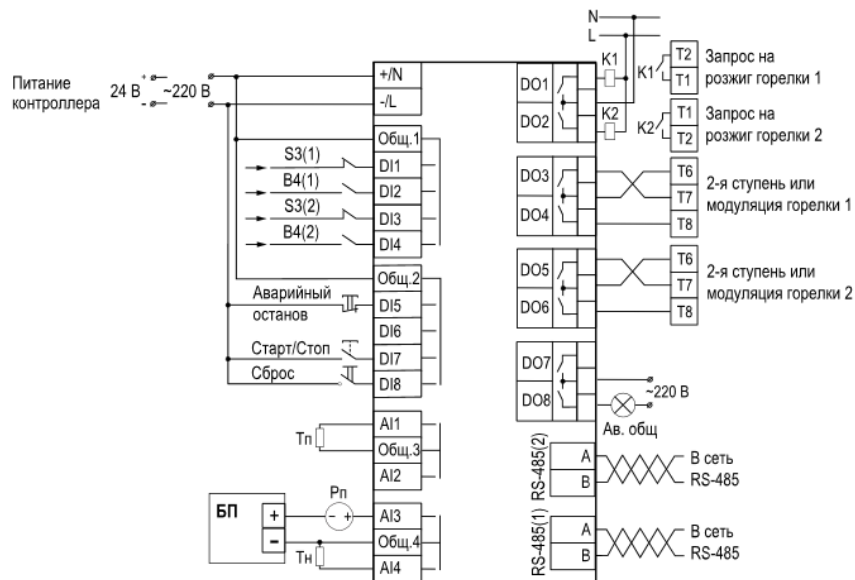 Питание контроллера
24 В
+
-
~220 В
+/N
-/L
Общ.1
S3(1)
DI1
B4(1)
DI2
S3(2)
DI3
B4(2)
DI4
Общ.2
Аварийный останов
DI5
DI6
Старт/Стоп
DI7
Сброс
DI8
Тп
AI1
Общ.3
AI2
БП
+
−
Рп
- +
AI3
Общ.4
Тн
AI4
N
L
DO1
DO2
K1
K2
K1
T2
T1
Запрос на
розжиг горелки 1
K2
T1
T2
Запрос на
розжиг горелки 2
DO3
DO4
T6
T7
T8
2-я ступень или
модуляция горелки 1
DO5
DO6
T6
T7
T8
2-я ступень или
модуляция горелки 2
DO7
DO8
~220 В
Ав. общ
RS-485(2)
A
B
В сеть
RS-485
RS-485(1)
A
B
В сеть
RS-485